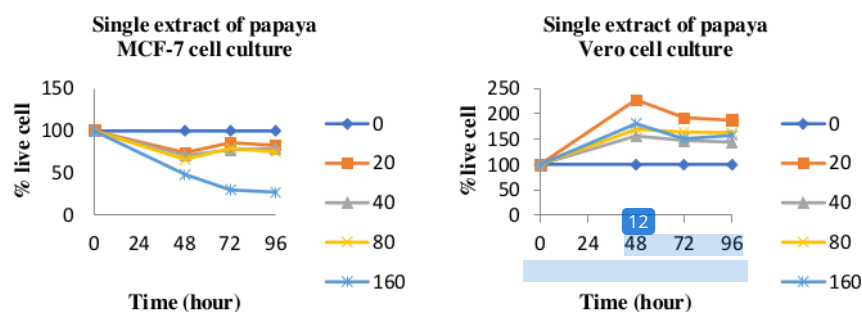 Single extract of papaya
MCF-7 cell culture
% live cell
150
100
50
0
0 24 48 72 96
Time (hour)
0
20
40
80
160
Single extract of papaya
Vero cell culture
%live cell
250
200
150
100
50
0
12
0 24 48 72 96
Time (hour)
0
20
40
80
160